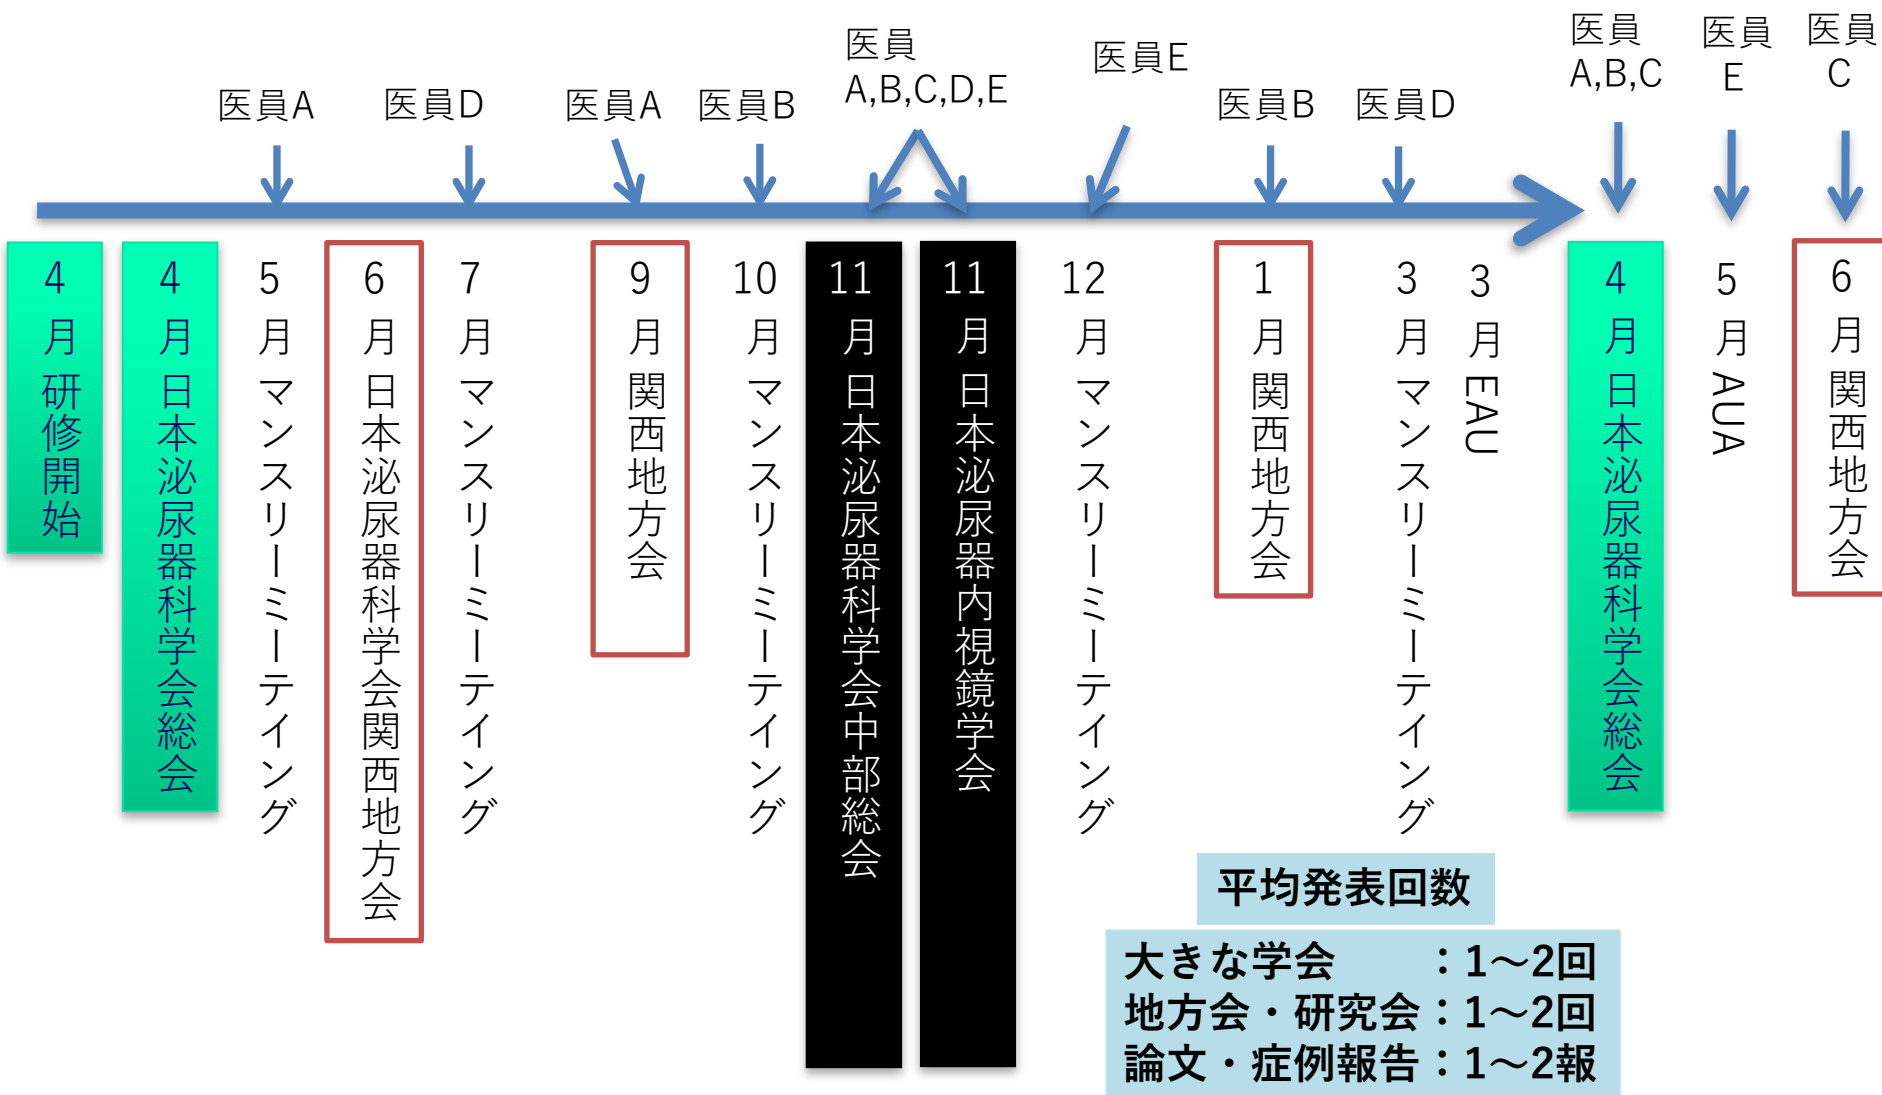 医員A
医員D
医員A
医員B
医員
A,B,C,D,E
医員E
医員B
医員D
医員
A,B,C
医員
E
医員
C
4月 研修開始
4月 日本泌尿器科学会総会
5月 マンスリーミーテイング
6月 日本泌尿器科学会関西地方会
7月 マンスリーミーテイング
9月 関西地方会
10月 マンスリーミーテイング
11月 日本泌尿器科学会中部総会
11月 日本泌尿器内視鏡学会
12月 マンスリーミーテイング
1月 関西地方会
3月 マンスリーミーテイング
3月 EAU
4月 日本泌尿器科学会総会
5月 AUA
6月 関西地方会
平均発表回数
大きな学会　　：1～2回
地方会・研究会：1～2回
論文・症例報告：1～2報